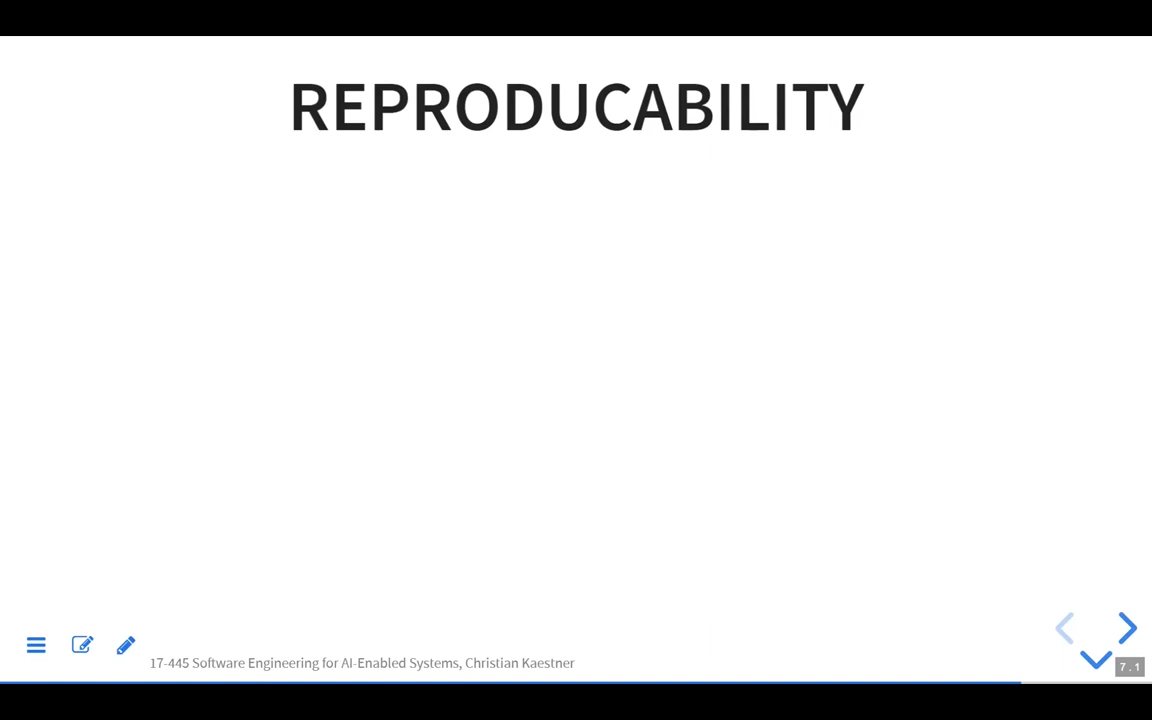 REPRODUCABILITY
17-445 Software Engineering for AI-Enabled Systems, Christian Kaestner
7 . 1